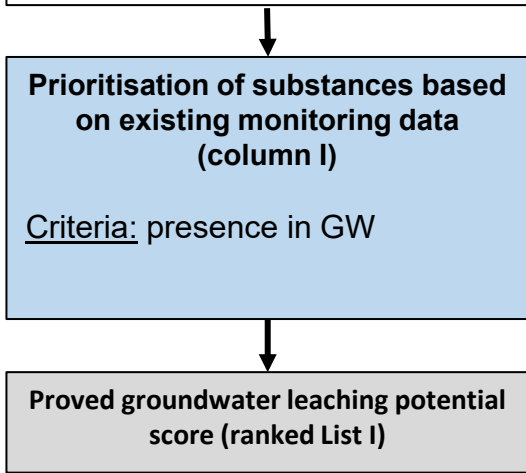 Prioritisation of substances based
on existing monitoring data
(column I)
Criteria: presence in GW
Proved groundwater leaching potential
score (ranked List I)